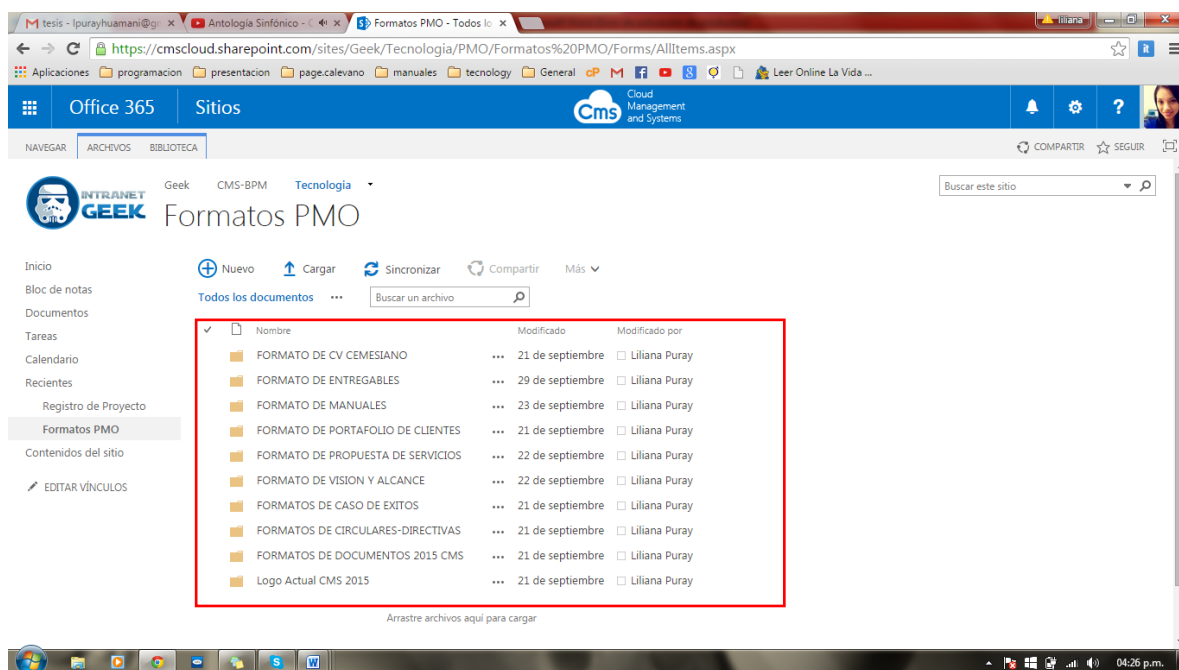 tesis - lpurayhuamani@gr
Antología Sinfónico - C
Formatos PMO - Todos lo
liliana
https://cmscloud.sharepoint.com/sites/Geek/Tecnologia/PMO/Formatos%20PMO/Forms/AllItems.aspx
Aplicaciones programacion presentacion page.calevano manuales tecnology General cP Leer Online La Vida ...
Office 365 Sitios
Cms Cloud
Management
and Systems
?
NAVEGAR ARCHIVOS BIBLIOTECA COMPARTIR SEGUIR
INTRANET
GEEK
Geek CMS-BPM Tecnologia
Buscar este sitio
Formatos PMO
Inicio
Bloc de notas
Documentos
Tareas
Calendario
Recientes
Registro de Proyecto
Formatos PMO
Contenidos del sitio
EDITAR VÍNCULOS
Nuevo Cargar Sincronizar Compartir Más
Todos los documentos ... Buscar un archivo
Nombre Modificado Modificado por
FORMATO DE CV CEMESIANO ... 21 de septiembre Liliana Puray
FORMATO DE ENTREGABLES ... 29 de septiembre Liliana Puray
FORMATO DE MANUALES ... 23 de septiembre Liliana Puray
FORMATO DE PORTAFOLIO DE CLIENTES ... 21 de septiembre Liliana Puray
FORMATO DE PROPUESTA DE SERVICIOS ... 22 de septiembre Liliana Puray
FORMATO DE VISION Y ALCANCE ... 22 de septiembre Liliana Puray
FORMATOS DE CASO DE EXITOS ... 21 de septiembre Liliana Puray
FORMATOS DE CIRCULARES-DIRECTIVAS ... 21 de septiembre Liliana Puray
FORMATOS DE DOCUMENTOS 2015 CMS ... 21 de septiembre Liliana Puray
Logo Actual CMS 2015 ... 21 de septiembre Liliana Puray
Arrastre archivos aquí para cargar
04:26 p.m.